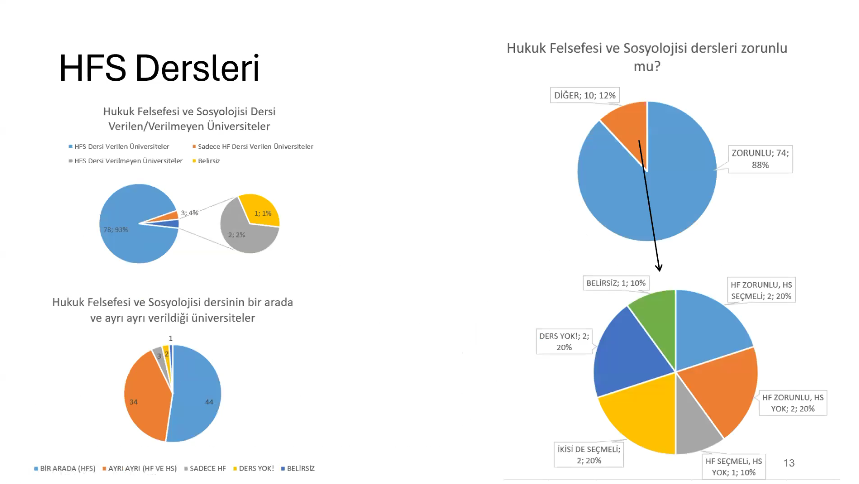 HFS Dersleri
Hukuk Felsefesi ve Sosyolojisi Dersi
Verilen/Verilmeyen Üniversiteler
HFS Dersi Verilen Üniversiteler
Sadece HF Dersi Verilen Üniversiteler
HFS Dersi Verilmeyen Üniversiteler
Belirsiz
78; 93%
3; 4%
1; 1%
2; 2%
Hukuk Felsefesi ve Sosyolojisi dersinin bir arada
ve ayrı ayrı verildiği üniversiteler
1
2
3
34
44
BİR ARADA (HFS)
AYRI AYRI (HF VE HS)
SADECE HF
DERS YOK!
BELİRSİZ
Hukuk Felsefesi ve Sosyolojisi dersleri zorunlu
mu?
DİĞER; 10; 12%
ZORUNLU; 74;
88%
BELİRSİZ; 1; 10%
HF ZORUNLU, HS
SEÇMELİ; 2; 20%
DERS YOK!; 2;
20%
HF ZORUNLU, HS
YOK; 2; 20%
İKİSİ DE SEÇMELİ;
2; 20%
HF SEÇMELİ, HS
YOK; 1; 10%
13